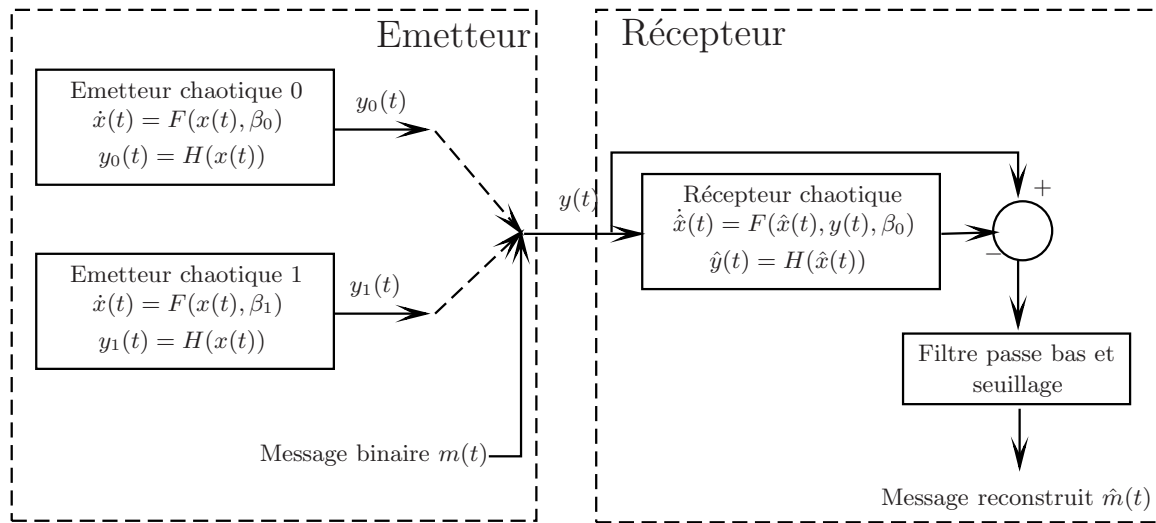 Emetteur
Emetteur chaotique 0
ẋ(t) = F(x(t), β₀)
y₀(t) = H(x(t))
y₀(t)
Emetteur chaotique 1
ẋ(t) = F(x(t), β₁)
y₁(t) = H(x(t))
y₁(t)
Message binaire m(t)
y(t)
Récepteur
Récepteur chaotique
ẋ̂(t) = F(x̂(t), y(t), β₀)
ŷ(t) = H(x̂(t))
+
−
Filtre passe bas et
seuillage
Message reconstruit m̂(t)